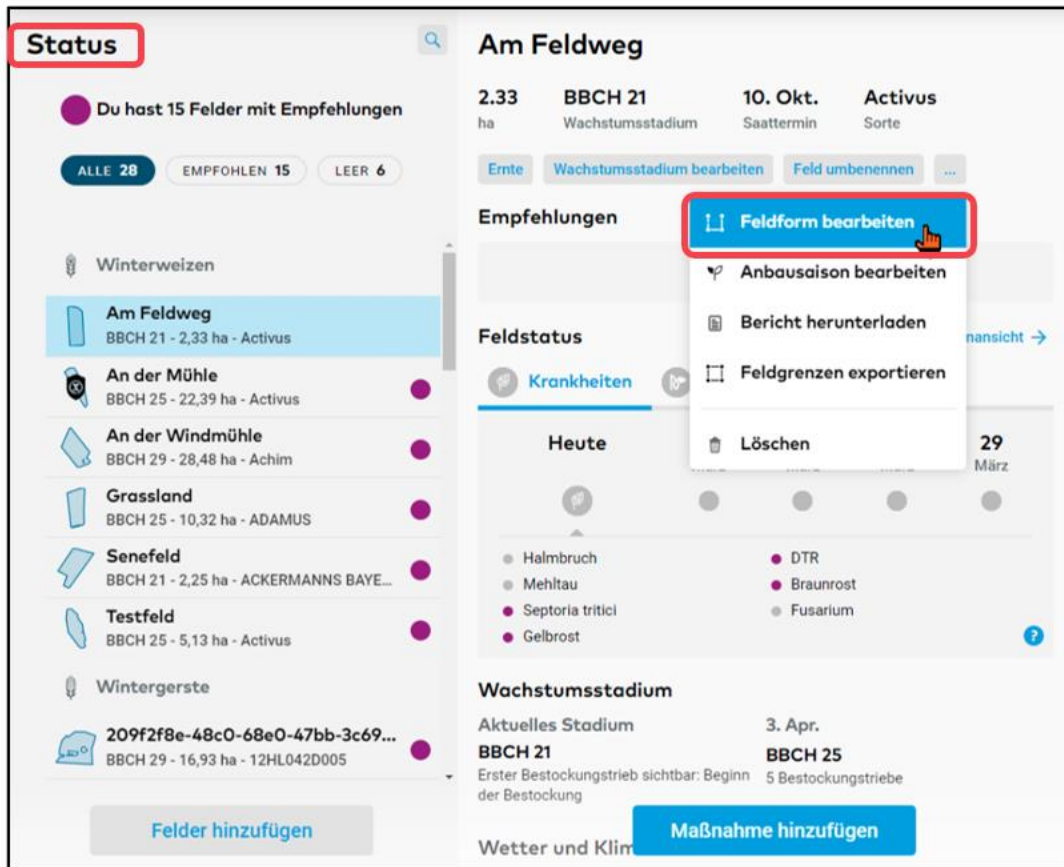 Status
Du hast 15 Felder mit Empfehlungen
ALLE 28 EMPFOHLEN 15 LEER 6
Winterweizen
Am Feldweg
BBCH 21 - 2,33 ha - Activus
An der Mühle
BBCH 25 - 22,39 ha - Activus
An der Windmühle
BBCH 29 - 28,48 ha - Achim
Grassland
BBCH 25 - 10,32 ha - ADAMUS
Senefeld
BBCH 21 - 2,25 ha - ACKERMANNS BAYE...
Testfeld
BBCH 25 - 5,13 ha - Activus
Wintergerste
209f2f8e-48c0-68e0-47bb-3c69...
BBCH 29 - 16,93 ha - 12HL042D005
Felder hinzufügen
Am Feldweg
2.33 BBCH 21 10. Okt. Activus
ha Wachstumsstadium Saattermin Sorte
Ernte Wachstumsstadium bearbeiten Feld umbenennen ...
Empfehlungen
Feldform bearbeiten
Anbausaison bearbeiten
Bericht herunterladen
Feldgrenzen exportieren
Löschen
Feldstatus nansicht →
Krankheiten
Heute 29
März
Halmbruch DTR
Mehltau Braunrost
Septoria tritici Fusarium
Gelbrost ?
Wachstumsstadium
Aktuelles Stadium 3. Apr.
BBCH 21 BBCH 25
Erster Bestockungstrieb sichtbar: Beginn 5 Bestockungstriebe
der Bestockung
Maßnahme hinzufügen
Wetter und Klim